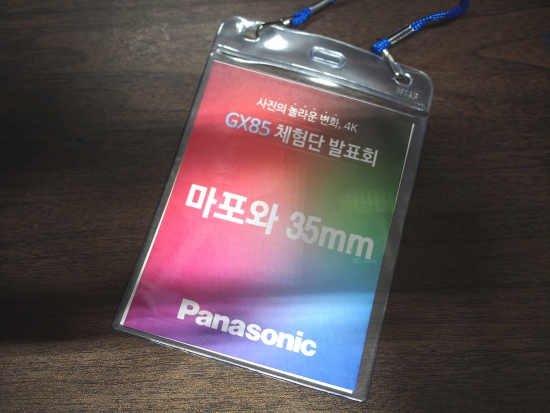 사진의 놀라운 변화, 4K
GX85 체험단 발표회
마포와 35mm
Panasonic